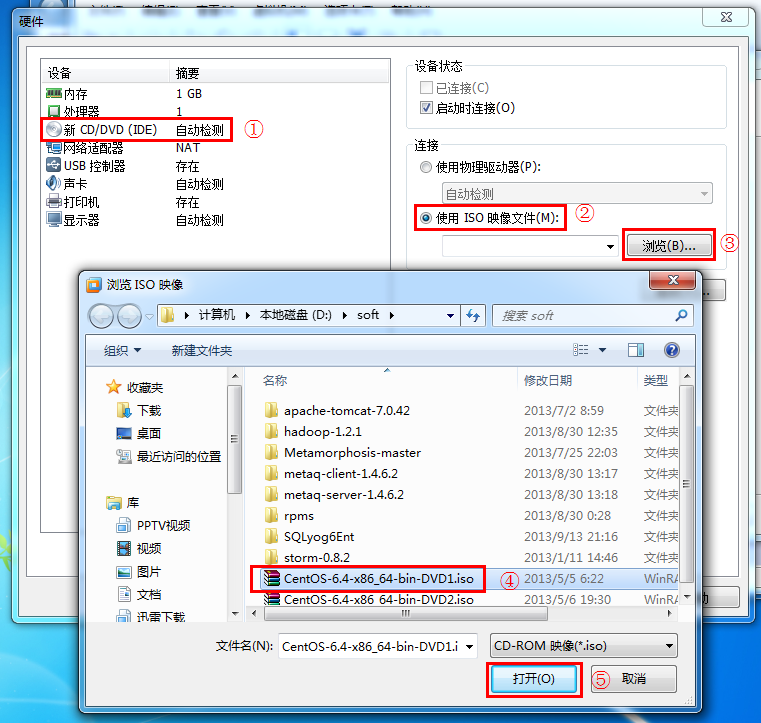 硬件
设备 摘要
内存 1 GB
处理器 1
新 CD/DVD (IDE) 自动检测 ①
网络适配器 NAT
USB 控制器 存在
声卡 自动检测
打印机 存在
显示器 自动检测
设备状态
已连接(C)
启动时连接(O)
连接
使用物理驱动器(P):
自动检测
使用 ISO 映像文件(M): ②
浏览(B)... ③
浏览 ISO 映像
计算机 本地磁盘 (D:) soft
搜索 soft
组织 新建文件夹
收藏夹
下载
桌面
最近访问的位置
库
PPTV视频
视频
图片
文档
迅雷下载
名称 修改日期 类型
apache-tomcat-7.0.42 2013/7/2 8:59 文件夹
hadoop-1.2.1 2013/8/30 12:35 文件夹
Metamorphosis-master 2013/7/25 22:03 文件夹
metaq-client-1.4.6.2 2013/8/30 13:17 文件夹
metaq-server-1.4.6.2 2013/8/30 13:18 文件夹
rpms 2013/8/30 0:28 文件夹
SQLyog6Ent 2013/9/13 21:16 文件夹
storm-0.8.2 2013/1/11 14:46 文件夹
CentOS-6.4-x86_64-bin-DVD1.iso ④ 2013/5/5 6:22 WinRA
CentOS-6.4-x86_64-bin-DVD2.iso 2013/5/6 19:30 WinRA
文件名(N): CentOS-6.4-x86_64-bin-DVD1.i CD-ROM 映像(*.iso)
打开(O) ⑤ 取消